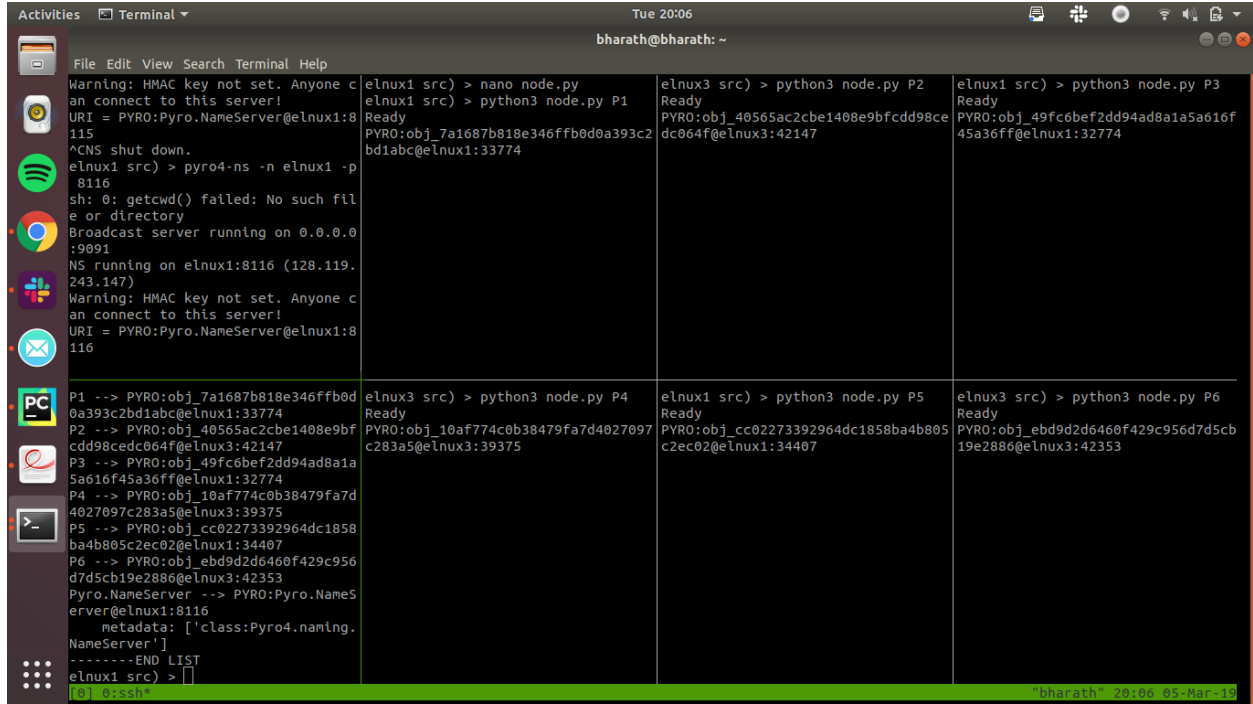 Activities Terminal Tue 20:06
bharath@bharath: ~
File Edit View Search Terminal Help
Warning: HMAC key not set. Anyone c
an connect to this server!
URI = PYRO:Pyro.NameServer@elnux1:8
115
^CNS shut down.
elnux1 src) > pyro4-ns -n elnux1 -p
8116
sh: 0: getcwd() failed: No such fil
e or directory
Broadcast server running on 0.0.0.0
:9091
NS running on elnux1:8116 (128.119.
243.147)
Warning: HMAC key not set. Anyone c
an connect to this server!
URI = PYRO:Pyro.NameServer@elnux1:8
116
elnux1 src) > nano node.py
elnux1 src) > python3 node.py P1
Ready
PYRO:obj_7a1687b818e346ffb0d0a393c2
bd1abc@elnux1:33774
elnux3 src) > python3 node.py P2
Ready
PYRO:obj_40565ac2cbe1408e9bfcdd98ce
dc064f@elnux3:42147
elnux1 src) > python3 node.py P3
Ready
PYRO:obj_49fc6bef2dd94ad8a1a5a616f
45a36ff@elnux1:32774
P1 --> PYRO:obj_7a1687b818e346ffb0d
0a393c2bd1abc@elnux1:33774
P2 --> PYRO:obj_40565ac2cbe1408e9bf
cdd98cedc064f@elnux3:42147
P3 --> PYRO:obj_49fc6bef2dd94ad8a1a
5a616f45a36ff@elnux1:32774
P4 --> PYRO:obj_10af774c0b38479fa7d
4027097c283a5@elnux3:39375
P5 --> PYRO:obj_cc02273392964dc1858
ba4b805c2ec02@elnux1:34407
P6 --> PYRO:obj_ebd9d2d6460f429c956
d7d5cb19e2886@elnux3:42353
Pyro.NameServer --> PYRO:Pyro.NameS
erver@elnux1:8116
metadata: ['class:Pyro4.naming.
NameServer']
--------END LIST
elnux1 src) >
elnux3 src) > python3 node.py P4
Ready
PYRO:obj_10af774c0b38479fa7d4027097
c283a5@elnux3:39375
elnux1 src) > python3 node.py P5
Ready
PYRO:obj_cc02273392964dc1858ba4b805
c2ec02@elnux1:34407
elnux3 src) > python3 node.py P6
Ready
PYRO:obj_ebd9d2d6460f429c956d7d5cb
19e2886@elnux3:42353
PC
[0] 0:ssh* "bharath" 20:06 05-Mar-19